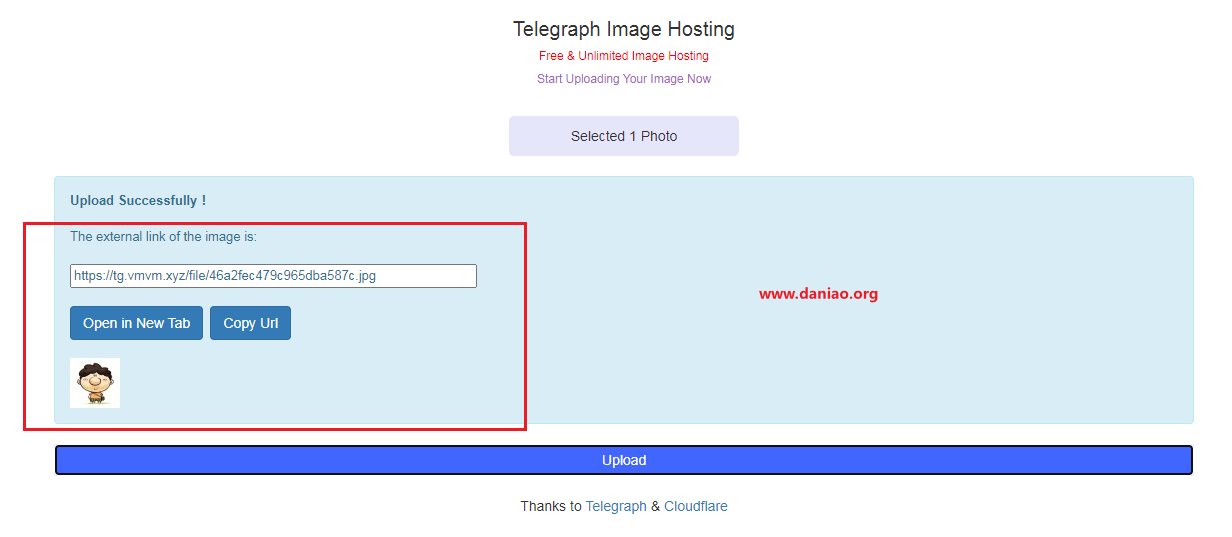 Telegraph Image Hosting
Free & Unlimited Image Hosting
Start Uploading Your Image Now
Selected 1 Photo
Upload Successfully !
The external link of the image is:
https://tg.vmvm.xyz/file/46a2fec479c965dba587c.jpg
www.daniao.org
Open in New Tab Copy Url
Upload
Thanks to Telegraph & Cloudflare